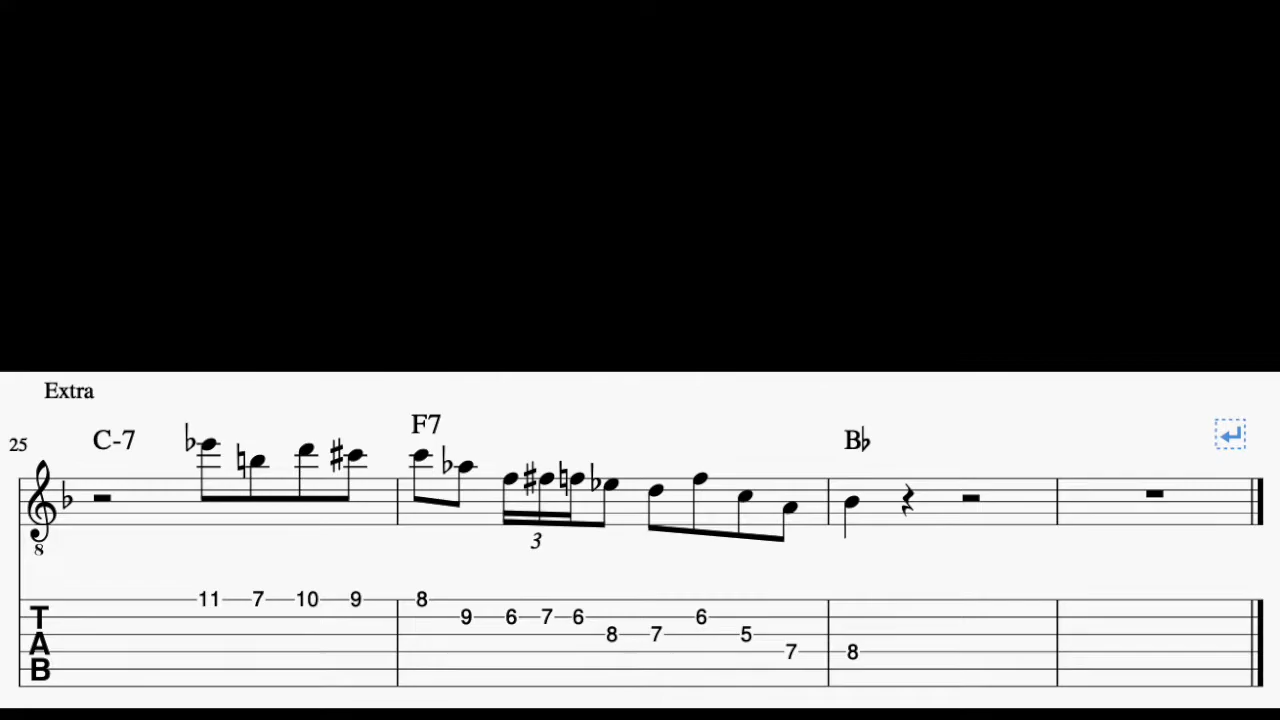 Extra
C-7 F7 B♭
25
8
3
11 7 10 9 8
T 9 6 7 6 6
8 7 5
A 7 8
B